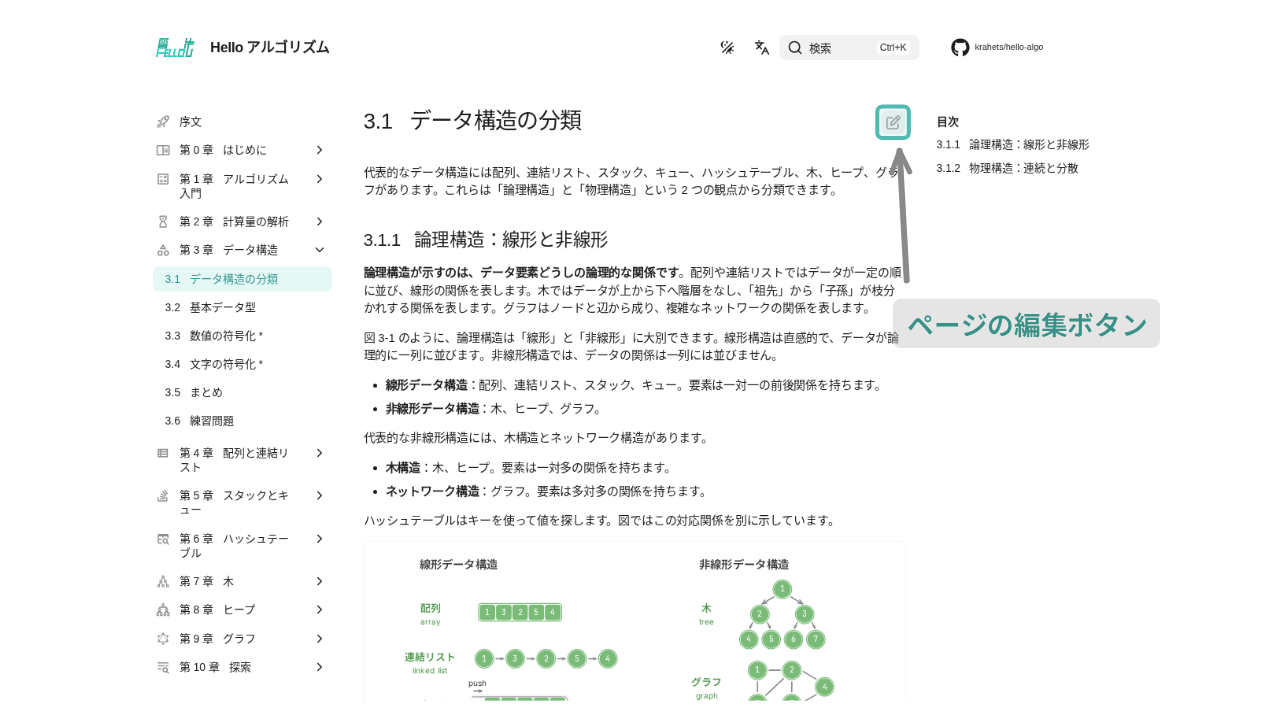 Hello アルゴリズム
検索
Ctrl+K
krahets/hello-algo
序文
第 0 章 はじめに
第 1 章 アルゴリズム
入門
第 2 章 計算量の解析
第 3 章 データ構造
3.1 データ構造の分類
3.2 基本データ型
3.3 数値の符号化 *
3.4 文字の符号化 *
3.5 まとめ
3.6 練習問題
第 4 章 配列と連結リ
スト
第 5 章 スタックとキ
ュー
第 6 章 ハッシュテー
ブル
第 7 章 木
第 8 章 ヒープ
第 9 章 グラフ
第 10 章 探索
3.1 データ構造の分類
代表的なデータ構造には配列、連結リスト、スタック、キュー、ハッシュテーブル、木、ヒープ、グラ
フがあります。これらは「論理構造」と「物理構造」という 2 つの観点から分類できます。
3.1.1 論理構造：線形と非線形
論理構造が示すのは、データ要素どうしの論理的な関係です。配列や連結リストではデータが一定の順
に並び、線形の関係を表します。木ではデータが上から下へ階層をなし、「祖先」から「子孫」が枝分
かれする関係を表します。グラフはノードと辺から成り、複雑なネットワークの関係を表します。
図 3-1 のように、論理構造は「線形」と「非線形」に大別できます。線形構造は直感的で、データが論
理的に一列に並びます。非線形構造では、データの関係は一列には並びません。
線形データ構造：配列、連結リスト、スタック、キュー。要素は一対一の前後関係を持ちます。
非線形データ構造：木、ヒープ、グラフ。
代表的な非線形構造には、木構造とネットワーク構造があります。
木構造：木、ヒープ。要素は一対多の関係を持ちます。
ネットワーク構造：グラフ。要素は多対多の関係を持ちます。
ハッシュテーブルはキーを使って値を探します。図ではこの対応関係を別に示しています。
線形データ構造
配列
array
1 3 2 5 4
連結リスト
linked list
1 3 2 5 4
push
非線形データ構造
木
tree
1
2 3
4 5 6 7
グラフ
graph
1 2
4
目次
3.1.1 論理構造：線形と非線形
3.1.2 物理構造：連続と分散
ページの編集ボタン